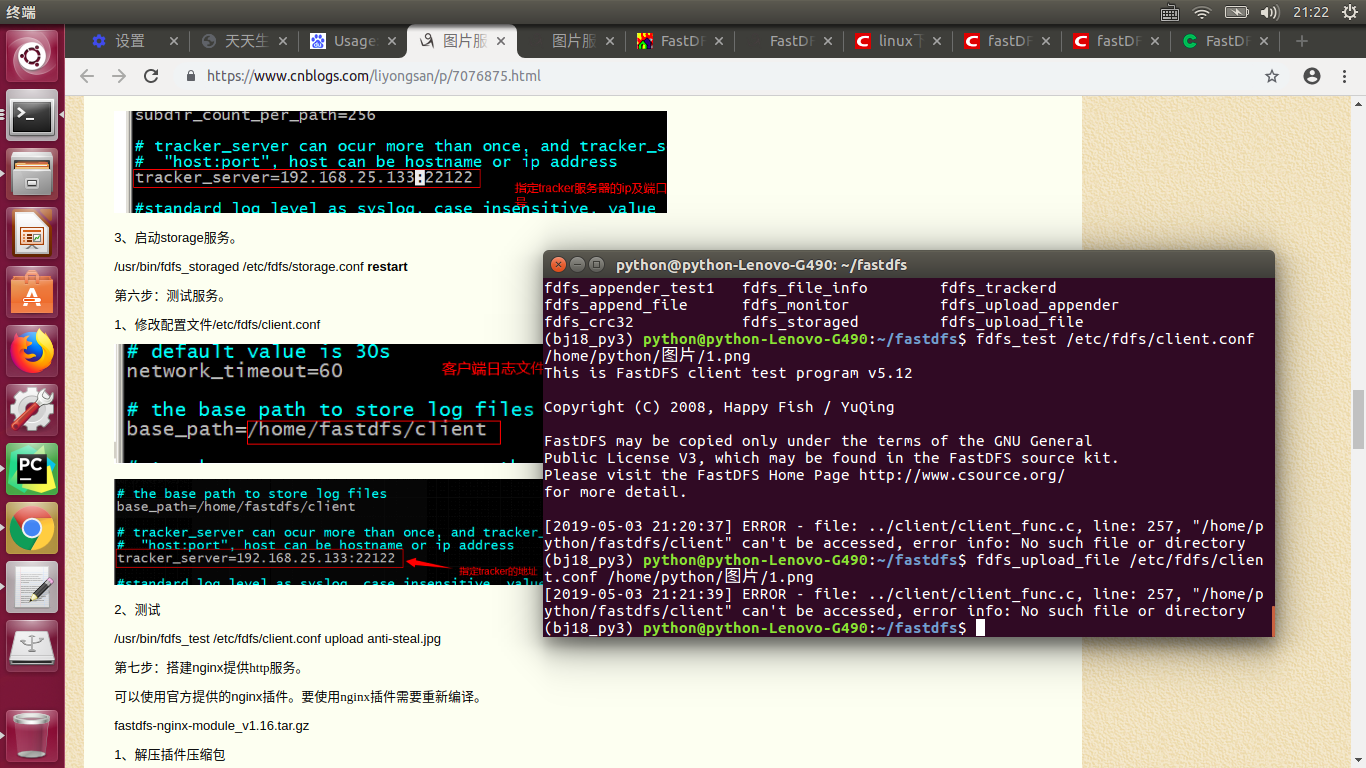 终端
21:22
设置
天天生
Usage
图片服
图片服
FastDF
FastDF
linux下
fastDF
fastDF
FastDF
https://www.cnblogs.com/liyongsan/p/7076875.html
subdir_count_per_path=256
# tracker_server can ocur more than once, and tracker_s
# "host:port", host can be hostname or ip address
tracker_server=192.168.25.133:22122
指定tracker服务器的ip及端口号
#standard log level as syslog, case insensitive, value
3、启动storage服务。
/usr/bin/fdfs_storaged /etc/fdfs/storage.conf restart
第六步：测试服务。
1、修改配置文件/etc/fdfs/client.conf
# default value is 30s
network_timeout=60
客户端日志文件
# the base path to store log files
base_path=/home/fastdfs/client
# the base path to store log files
base_path=/home/fastdfs/client
# tracker_server can ocur more than once, and tracker_
# "host:port", host can be hostname or ip address
tracker_server=192.168.25.133:22122
指定tracker的地址
#standard log level as syslog, case insensitive, value
2、测试
/usr/bin/fdfs_test /etc/fdfs/client.conf upload anti-steal.jpg
第七步：搭建nginx提供http服务。
可以使用官方提供的nginx插件。要使用nginx插件需要重新编译。
fastdfs-nginx-module_v1.16.tar.gz
1、解压插件压缩包
python@python-Lenovo-G490: ~/fastdfs
fdfs_appender_test1 fdfs_file_info fdfs_trackerd
fdfs_append_file fdfs_monitor fdfs_upload_appender
fdfs_crc32 fdfs_storaged fdfs_upload_file
(bj18_py3) python@python-Lenovo-G490:~/fastdfs$ fdfs_test /etc/fdfs/client.conf
/home/python/图片/1.png
This is FastDFS client test program v5.12
Copyright (C) 2008, Happy Fish / YuQing
FastDFS may be copied only under the terms of the GNU General
Public License V3, which may be found in the FastDFS source kit.
Please visit the FastDFS Home Page http://www.csource.org/
for more detail.
[2019-05-03 21:20:37] ERROR - file: ../client/client_func.c, line: 257, "/home/p
ython/fastdfs/client" can't be accessed, error info: No such file or directory
(bj18_py3) python@python-Lenovo-G490:~/fastdfs$ fdfs_upload_file /etc/fdfs/clien
t.conf /home/python/图片/1.png
[2019-05-03 21:21:39] ERROR - file: ../client/client_func.c, line: 257, "/home/p
ython/fastdfs/client" can't be accessed, error info: No such file or directory
(bj18_py3) python@python-Lenovo-G490:~/fastdfs$
PC